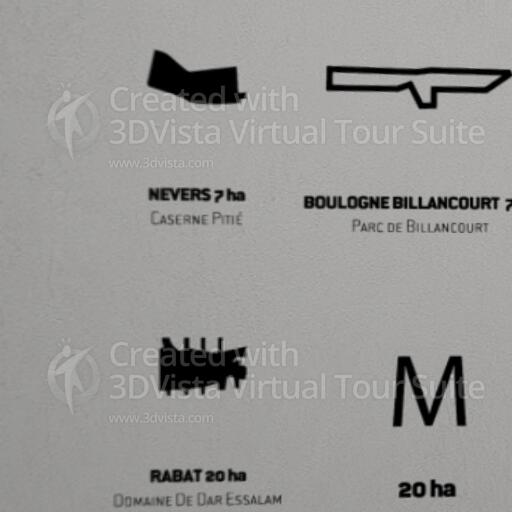 Created with
3DVista Virtual Tour Suite
www.3dvista.com
NEVERS 7 ha
CASERNE PITIÉ
BOULOGNE BILLANCOURT 7
PARC DE BILLANCOURT
Created with
3DVista Virtual Tour Suite
www.3dvista.com
M
RABAT 20 ha
DOMAINE DE DAR ESSALAM
20 ha